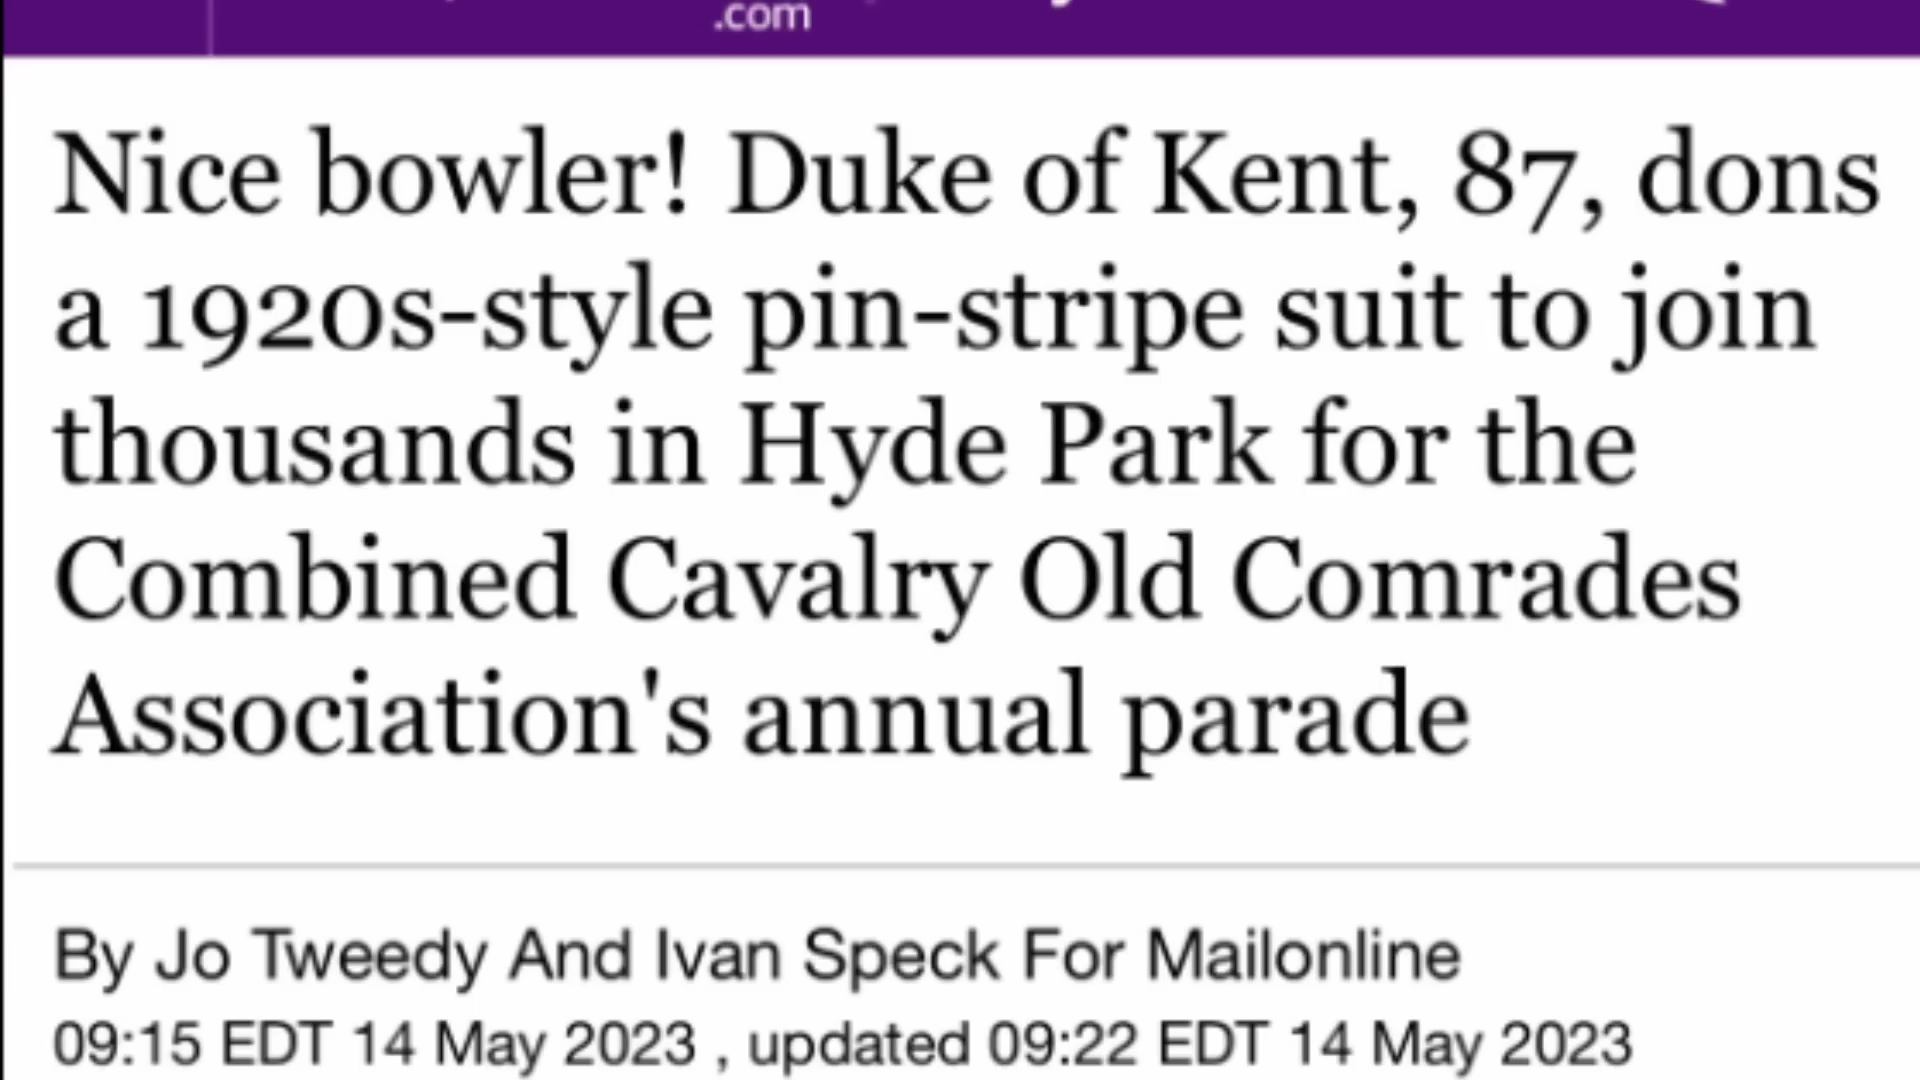 .com
Nice bowler! Duke of Kent, 87, dons
a 1920s-style pin-stripe suit to join
thousands in Hyde Park for the
Combined Cavalry Old Comrades
Association's annual parade
By Jo Tweedy And Ivan Speck For Mailonline
09:15 EDT 14 May 2023 , updated 09:22 EDT 14 May 2023